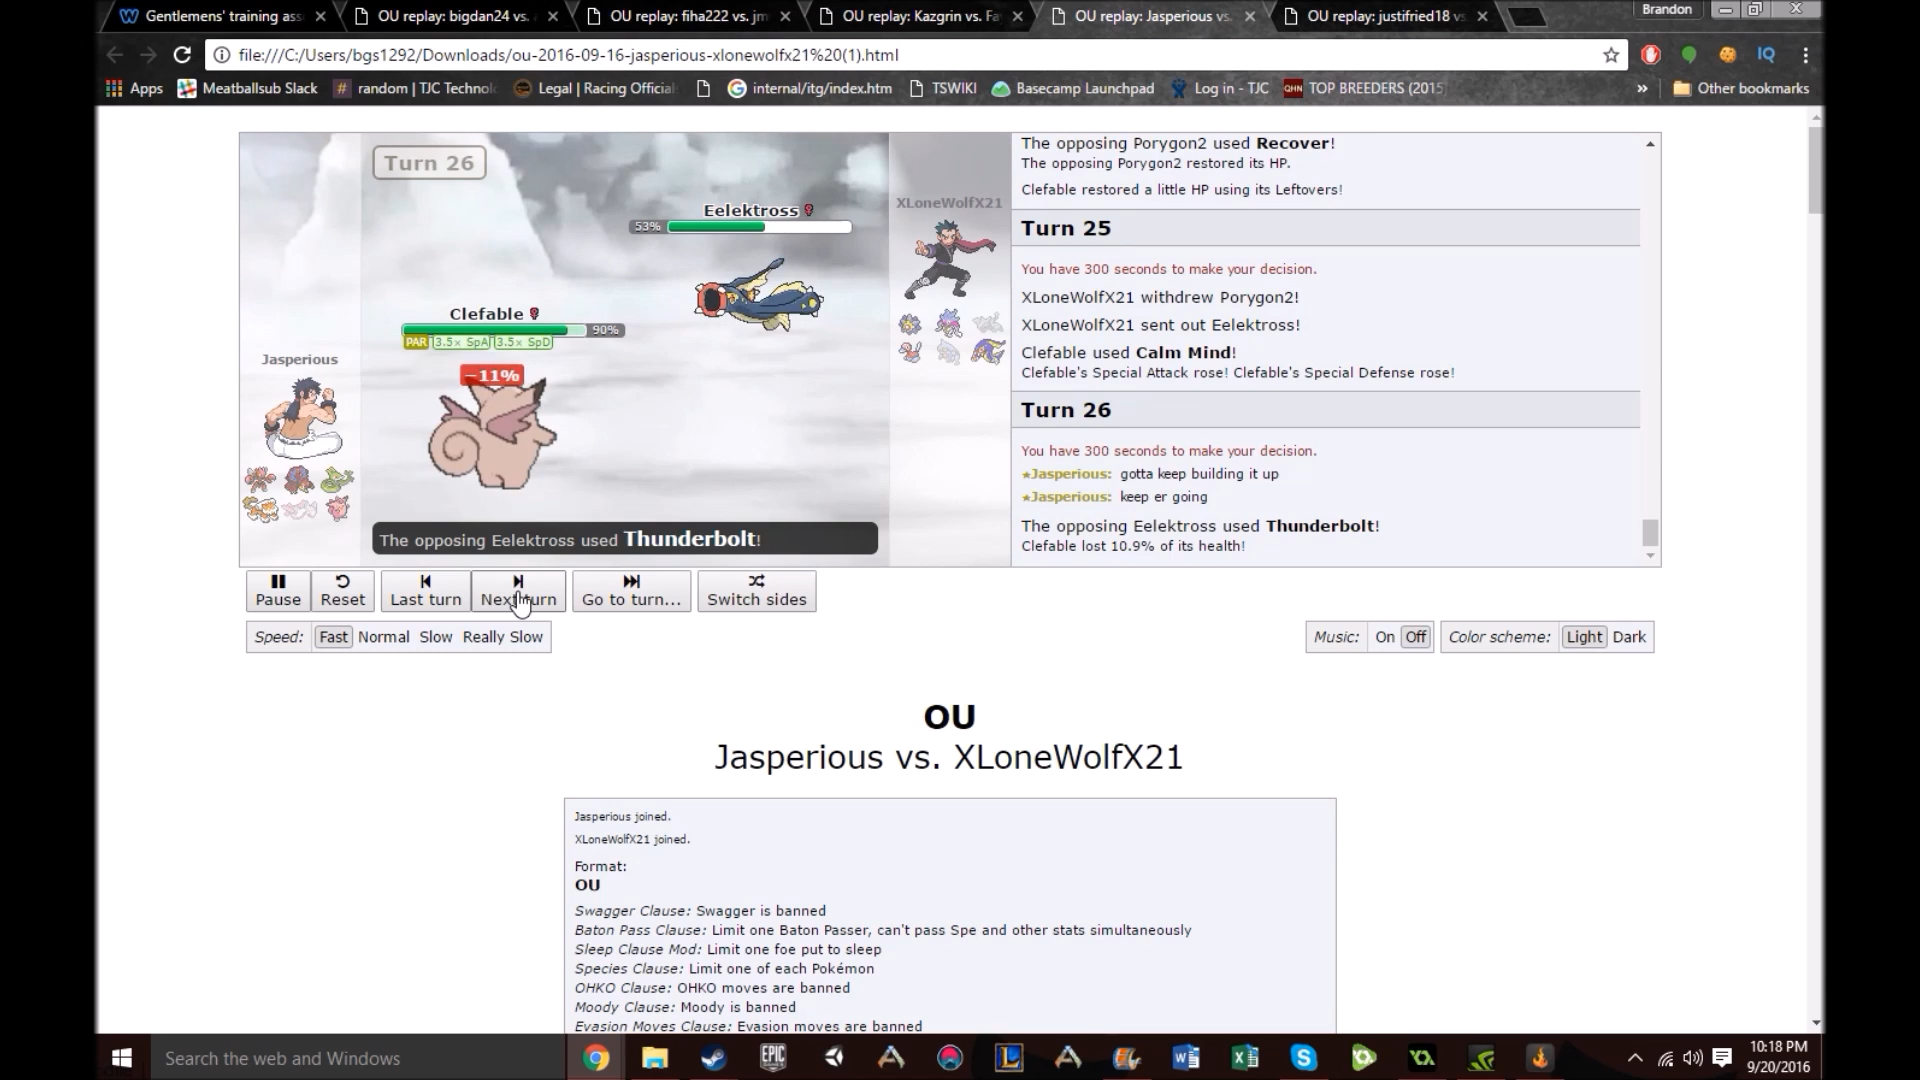 Gentlemens' training ass
OU replay: bigdan24 vs.
OU replay: fiha222 vs. jm
OU replay: Kazgrin vs. Fa
OU replay: Jasperious vs.
OU replay: justifried18 vs
Brandon
file:///C:/Users/bgs1292/Downloads/ou-2016-09-16-jasperious-xlonewolfx21%20(1).html
IQ
Apps
Meatballsub Slack
random | TJC Technol
Legal | Racing Official
internal/itg/index.htm
TSWIKI
Basecamp Launchpad
Log in - TJC
QHN
TOP BREEDERS (2015
»
Other bookmarks
Turn 26
Eelektross
53%
Clefable
90%
PAR 3.5× SpA 3.5× SpD
−11%
Jasperious
XLoneWolfX21
The opposing Eelektross used Thunderbolt!
The opposing Porygon2 used Recover!
The opposing Porygon2 restored its HP.
Clefable restored a little HP using its Leftovers!
Turn 25
You have 300 seconds to make your decision.
XLoneWolfX21 withdrew Porygon2!
XLoneWolfX21 sent out Eelektross!
Clefable used Calm Mind!
Clefable's Special Attack rose! Clefable's Special Defense rose!
Turn 26
You have 300 seconds to make your decision.
★Jasperious: gotta keep building it up
★Jasperious: keep er going
The opposing Eelektross used Thunderbolt!
Clefable lost 10.9% of its health!
Pause
Reset
Last turn
Next turn
Go to turn...
Switch sides
Speed: Fast Normal Slow Really Slow
Music: On Off
Color scheme: Light Dark
OU
Jasperious vs. XLoneWolfX21
Jasperious joined.
XLoneWolfX21 joined.
Format:
OU
Swagger Clause: Swagger is banned
Baton Pass Clause: Limit one Baton Passer, can't pass Spe and other stats simultaneously
Sleep Clause Mod: Limit one foe put to sleep
Species Clause: Limit one of each Pokémon
OHKO Clause: OHKO moves are banned
Moody Clause: Moody is banned
Evasion Moves Clause: Evasion moves are banned
Search the web and Windows
EPIC
GAMES
10:18 PM
9/20/2016